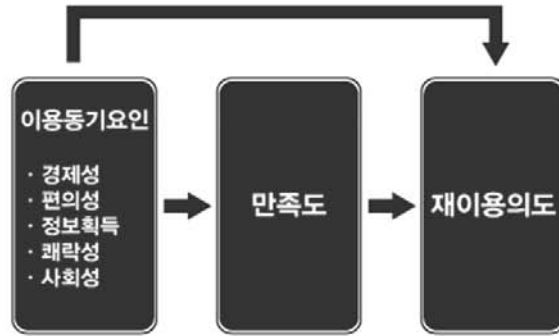 이용동기요인
· 경제성
· 편의성
· 정보획득
· 쾌락성
· 사회성
만족도
재이용의도